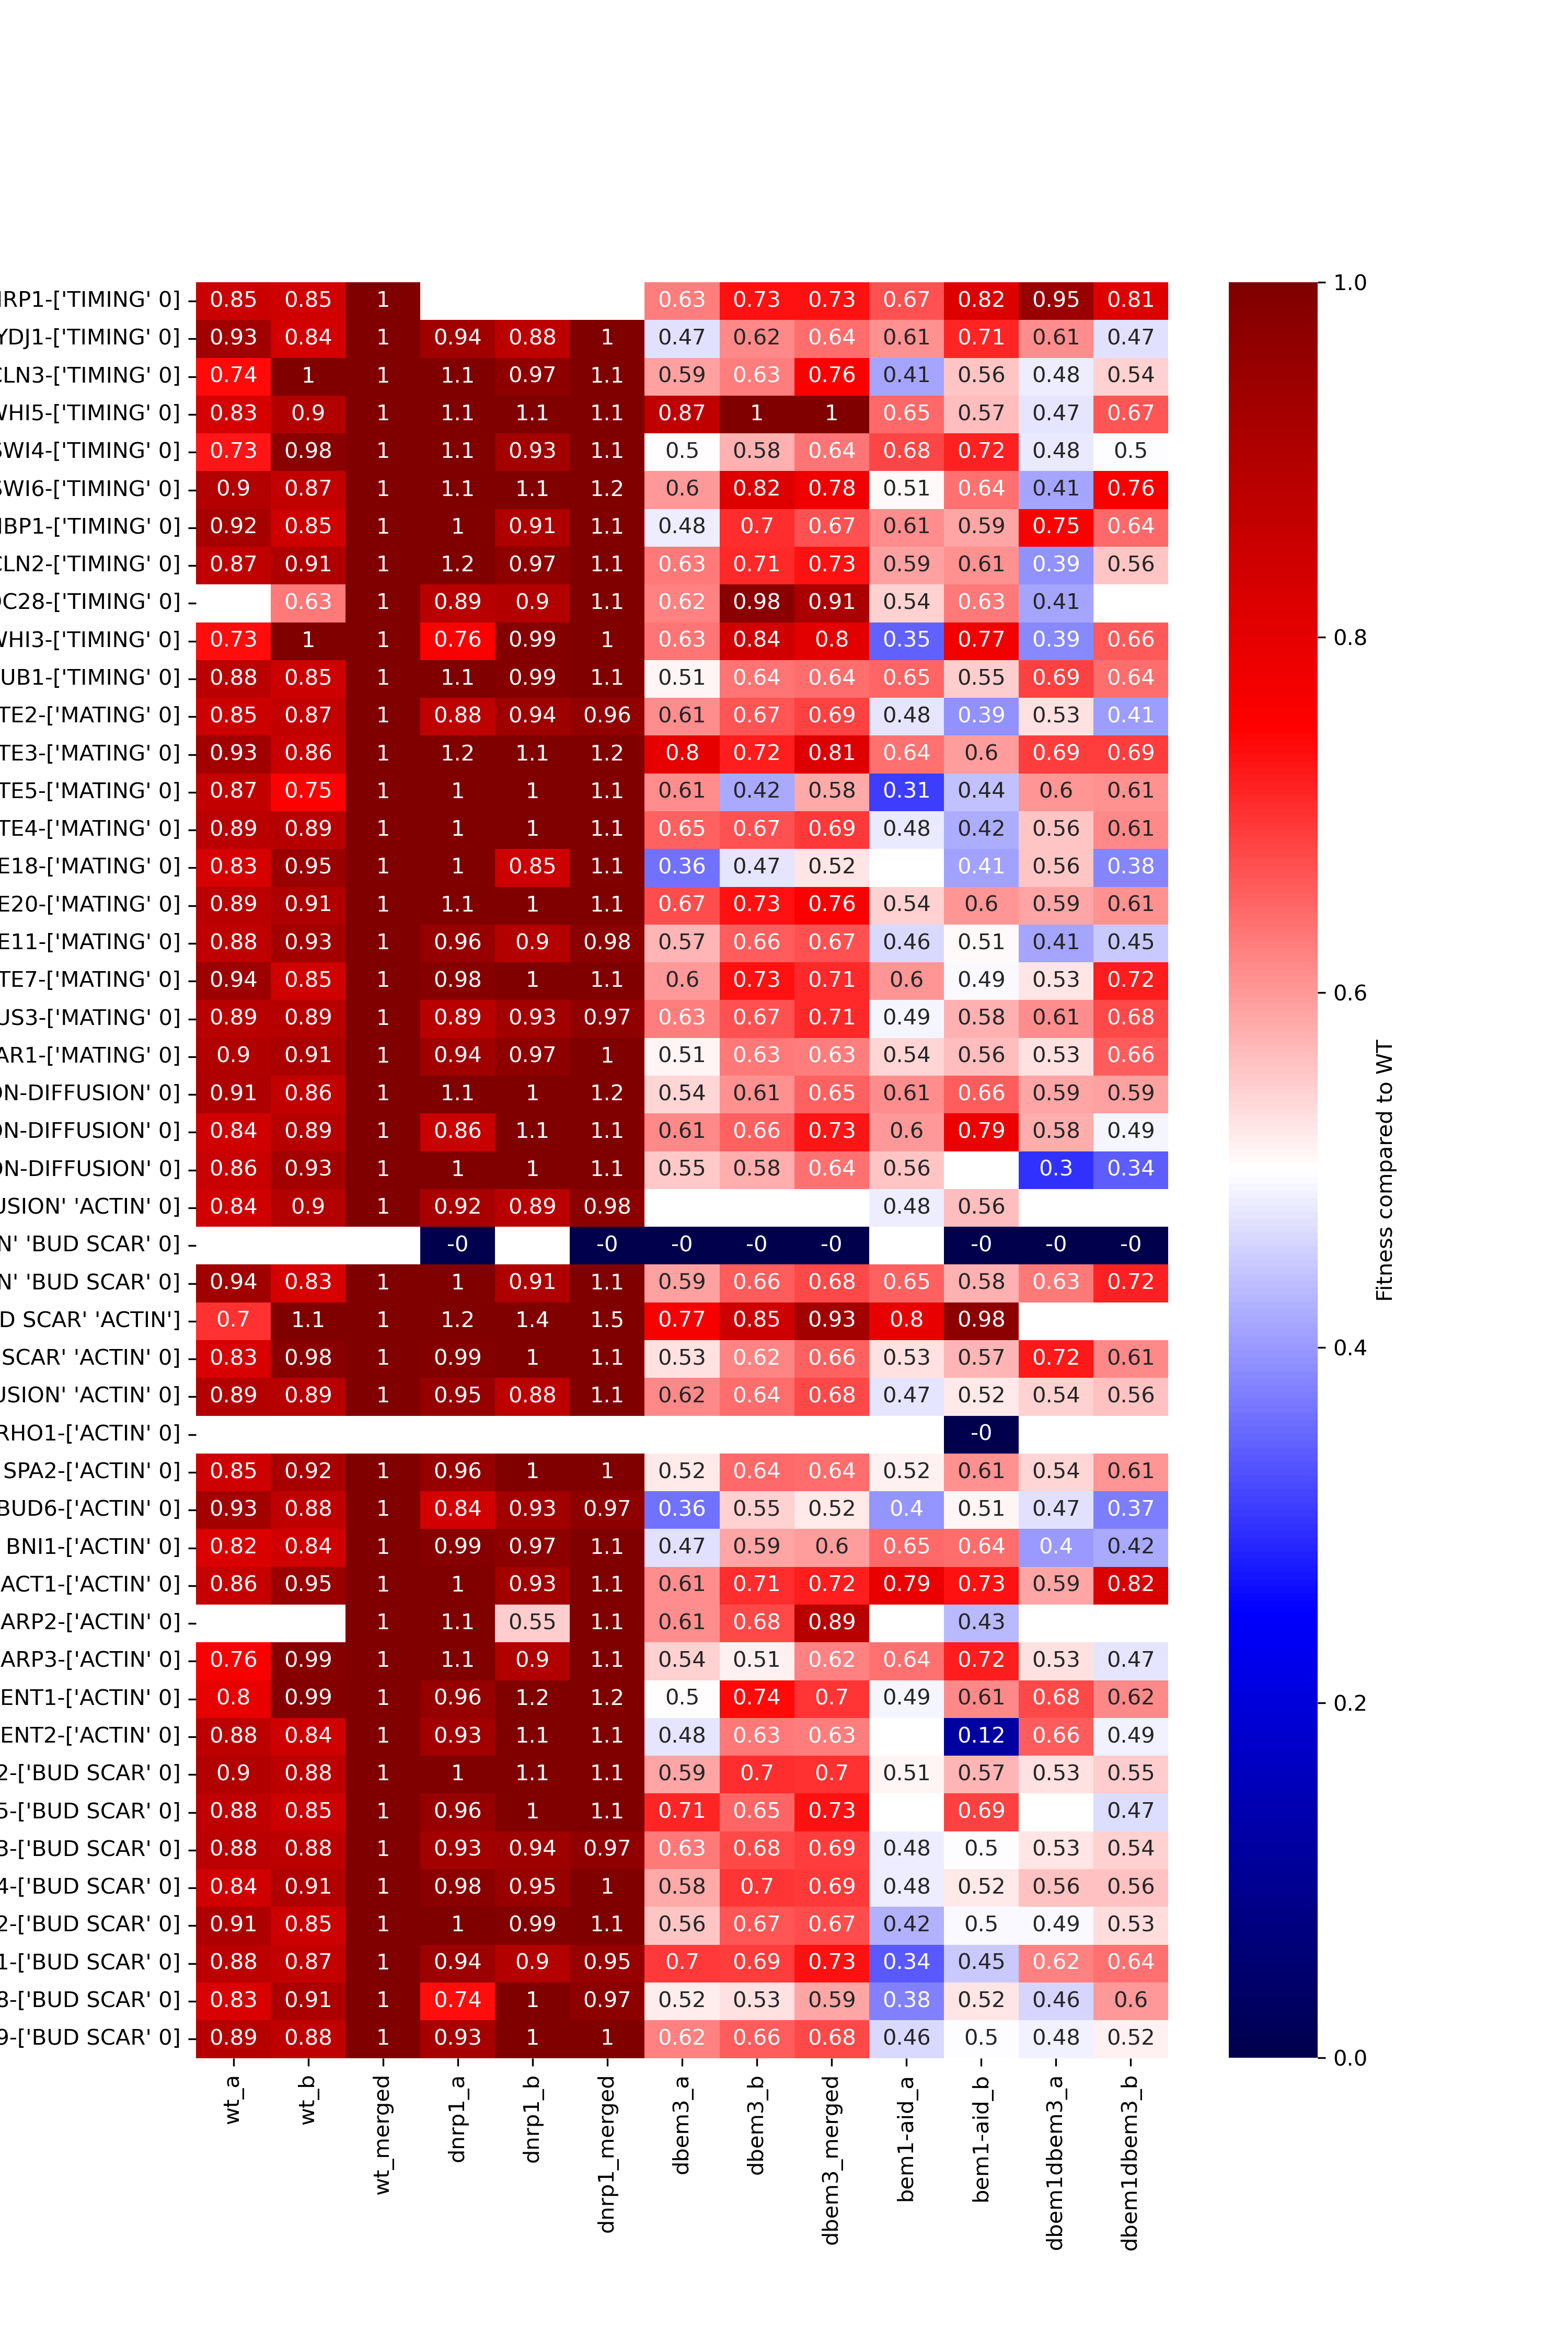 RP1-['TIMING' 0] 0.85 0.85 1 0.63 0.73 0.73 0.67 0.82 0.95 0.81
YDJ1-['TIMING' 0] 0.93 0.84 1 0.94 0.88 1 0.47 0.62 0.64 0.61 0.71 0.61 0.47
CLN3-['TIMING' 0] 0.74 1 1 1.1 0.97 1.1 0.59 0.63 0.76 0.41 0.56 0.48 0.54
WHI5-['TIMING' 0] 0.83 0.9 1 1.1 1.1 1.1 0.87 1 1 0.65 0.57 0.47 0.67
SWI4-['TIMING' 0] 0.73 0.98 1 1.1 0.93 1.1 0.5 0.58 0.64 0.68 0.72 0.48 0.5
SWI6-['TIMING' 0] 0.9 0.87 1 1.1 1.1 1.2 0.6 0.82 0.78 0.51 0.64 0.41 0.76
BP1-['TIMING' 0] 0.92 0.85 1 1 0.91 1.1 0.48 0.7 0.67 0.61 0.59 0.75 0.64
CLN2-['TIMING' 0] 0.87 0.91 1 1.2 0.97 1.1 0.63 0.71 0.73 0.59 0.61 0.39 0.56
DC28-['TIMING' 0] 0.63 1 0.89 0.9 1.1 0.62 0.98 0.91 0.54 0.63 0.41
WHI3-['TIMING' 0] 0.73 1 1 0.76 0.99 1 0.63 0.84 0.8 0.35 0.77 0.39 0.66
UB1-['TIMING' 0] 0.88 0.85 1 1.1 0.99 1.1 0.51 0.64 0.64 0.65 0.55 0.69 0.64
TE2-['MATING' 0] 0.85 0.87 1 0.88 0.94 0.96 0.61 0.67 0.69 0.48 0.39 0.53 0.41
TE3-['MATING' 0] 0.93 0.86 1 1.2 1.1 1.2 0.8 0.72 0.81 0.64 0.6 0.69 0.69
TE5-['MATING' 0] 0.87 0.75 1 1 1 1.1 0.61 0.42 0.58 0.31 0.44 0.6 0.61
TE4-['MATING' 0] 0.89 0.89 1 1 1 1.1 0.65 0.67 0.69 0.48 0.42 0.56 0.61
E18-['MATING' 0] 0.83 0.95 1 1 0.85 1.1 0.36 0.47 0.52 0.41 0.56 0.38
E20-['MATING' 0] 0.89 0.91 1 1.1 1 1.1 0.67 0.73 0.76 0.54 0.6 0.59 0.61
E11-['MATING' 0] 0.88 0.93 1 0.96 0.9 0.98 0.57 0.66 0.67 0.46 0.51 0.41 0.45
TE7-['MATING' 0] 0.94 0.85 1 0.98 1 1.1 0.6 0.73 0.71 0.6 0.49 0.53 0.72
US3-['MATING' 0] 0.89 0.89 1 0.89 0.93 0.97 0.63 0.67 0.71 0.49 0.58 0.61 0.68
AR1-['MATING' 0] 0.9 0.91 1 0.94 0.97 1 0.51 0.63 0.63 0.54 0.56 0.53 0.66
ON-DIFFUSION' 0] 0.91 0.86 1 1.1 1 1.2 0.54 0.61 0.65 0.61 0.66 0.59 0.59
ON-DIFFUSION' 0] 0.84 0.89 1 0.86 1.1 1.1 0.61 0.66 0.73 0.6 0.79 0.58 0.49
ON-DIFFUSION' 0] 0.86 0.93 1 1 1 1.1 0.55 0.58 0.64 0.56 0.3 0.34
USION' 'ACTIN' 0] 0.84 0.9 1 0.92 0.89 0.98 0.48 0.56
N' 'BUD SCAR' 0] -0 -0 -0 -0 -0 -0 -0 -0
N' 'BUD SCAR' 0] 0.94 0.83 1 1 0.91 1.1 0.59 0.66 0.68 0.65 0.58 0.63 0.72
D SCAR' 'ACTIN'] 0.7 1.1 1 1.2 1.4 1.5 0.77 0.85 0.93 0.8 0.98
SCAR' 'ACTIN' 0] 0.83 0.98 1 0.99 1 1.1 0.53 0.62 0.66 0.53 0.57 0.72 0.61
USION' 'ACTIN' 0] 0.89 0.89 1 0.95 0.88 1.1 0.62 0.64 0.68 0.47 0.52 0.54 0.56
RHO1-['ACTIN' 0] -0
SPA2-['ACTIN' 0] 0.85 0.92 1 0.96 1 1 0.52 0.64 0.64 0.52 0.61 0.54 0.61
BUD6-['ACTIN' 0] 0.93 0.88 1 0.84 0.93 0.97 0.36 0.55 0.52 0.4 0.51 0.47 0.37
BNI1-['ACTIN' 0] 0.82 0.84 1 0.99 0.97 1.1 0.47 0.59 0.6 0.65 0.64 0.4 0.42
ACT1-['ACTIN' 0] 0.86 0.95 1 1 0.93 1.1 0.61 0.71 0.72 0.79 0.73 0.59 0.82
ARP2-['ACTIN' 0] 1 1.1 0.55 1.1 0.61 0.68 0.89 0.43
ARP3-['ACTIN' 0] 0.76 0.99 1 1.1 0.9 1.1 0.54 0.51 0.62 0.64 0.72 0.53 0.47
ENT1-['ACTIN' 0] 0.8 0.99 1 0.96 1.2 1.2 0.5 0.74 0.7 0.49 0.61 0.68 0.62
ENT2-['ACTIN' 0] 0.88 0.84 1 0.93 1.1 1.1 0.48 0.63 0.63 0.12 0.66 0.49
2-['BUD SCAR' 0] 0.9 0.88 1 1 1.1 1.1 0.59 0.7 0.7 0.51 0.57 0.53 0.55
5-['BUD SCAR' 0] 0.88 0.85 1 0.96 1 1.1 0.71 0.65 0.73 0.69 0.47
3-['BUD SCAR' 0] 0.88 0.88 1 0.93 0.94 0.97 0.63 0.68 0.69 0.48 0.5 0.53 0.54
4-['BUD SCAR' 0] 0.84 0.91 1 0.98 0.95 1 0.58 0.7 0.69 0.48 0.52 0.56 0.56
2-['BUD SCAR' 0] 0.91 0.85 1 1 0.99 1.1 0.56 0.67 0.67 0.42 0.5 0.49 0.53
1-['BUD SCAR' 0] 0.88 0.87 1 0.94 0.9 0.95 0.7 0.69 0.73 0.34 0.45 0.62 0.64
8-['BUD SCAR' 0] 0.83 0.91 1 0.74 1 0.97 0.52 0.53 0.59 0.38 0.52 0.46 0.6
9-['BUD SCAR' 0] 0.89 0.88 1 0.93 1 1 0.62 0.66 0.68 0.46 0.5 0.48 0.52
wt_a
wt_b
wt_merged
dnrp1_a
dnrp1_b
dnrp1_merged
dbem3_a
dbem3_b
dbem3_merged
bem1-aid_a
bem1-aid_b
dbem1dbem3_a
dbem1dbem3_b
1.0
0.8
0.6
0.4
0.2
0.0
Fitness compared to WT